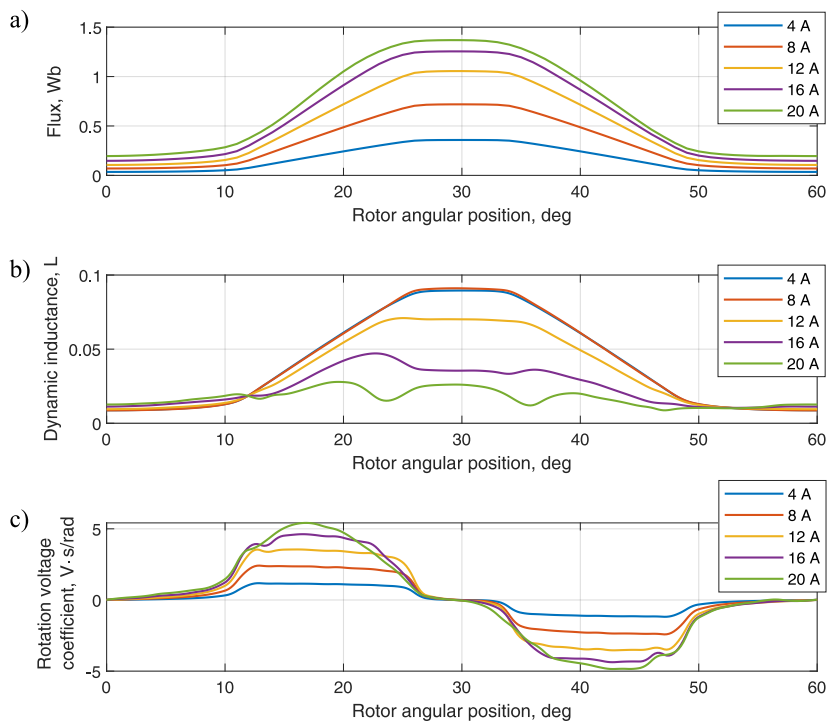 a)
Flux, Wb
1.5
1
0.5
0
0 10 20 30 40 50 60
Rotor angular position, deg
4 A
8 A
12 A
16 A
20 A
b)
Dynamic inductance, L
0.1
0.05
0
0 10 20 30 40 50 60
Rotor angular position, deg
4 A
8 A
12 A
16 A
20 A
c)
Rotation voltage
coefficient, V·s/rad
5
0
-5
0 10 20 30 40 50 60
Rotor angular position, deg
4 A
8 A
12 A
16 A
20 A